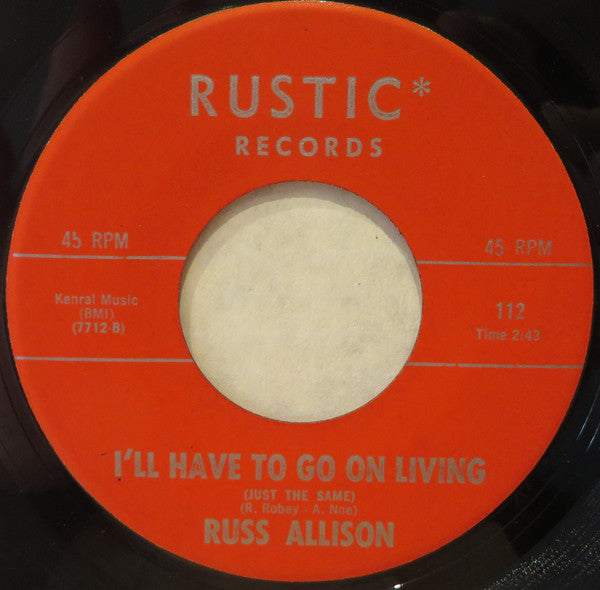 RUSTIC*
RECORDS
45 RPM
45 RPM
Kenral Music
(BMI)
(7712-B)
112
Time 2:43
I'LL HAVE TO GO ON LIVING
(JUST THE SAME)
(R. Robey - A. Noe)
RUSS ALLISON